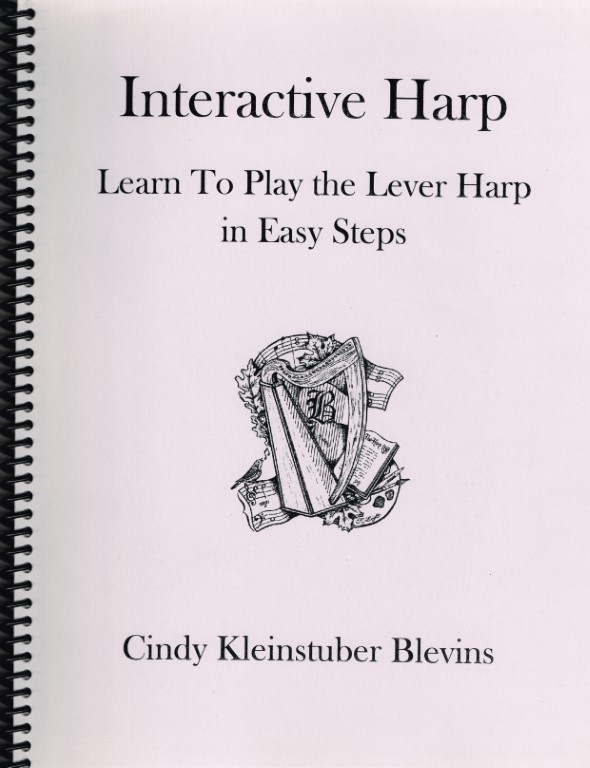 Interactive Harp
Learn To Play the Lever Harp
in Easy Steps
B
Cindy Kleinstuber Blevins